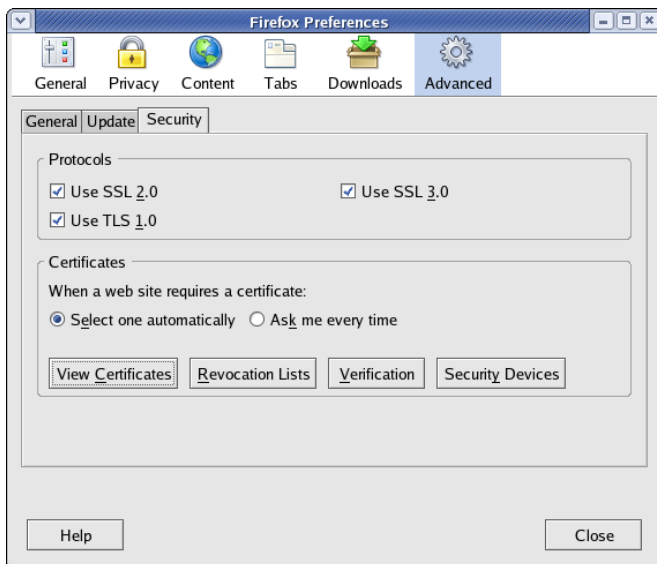 Firefox Preferences
General Privacy Content Tabs Downloads Advanced
General Update Security
Protocols
Use SSL 2.0 Use SSL 3.0
Use TLS 1.0
Certificates
When a web site requires a certificate:
Select one automatically Ask me every time
View Certificates Revocation Lists Verification Security Devices
Help Close